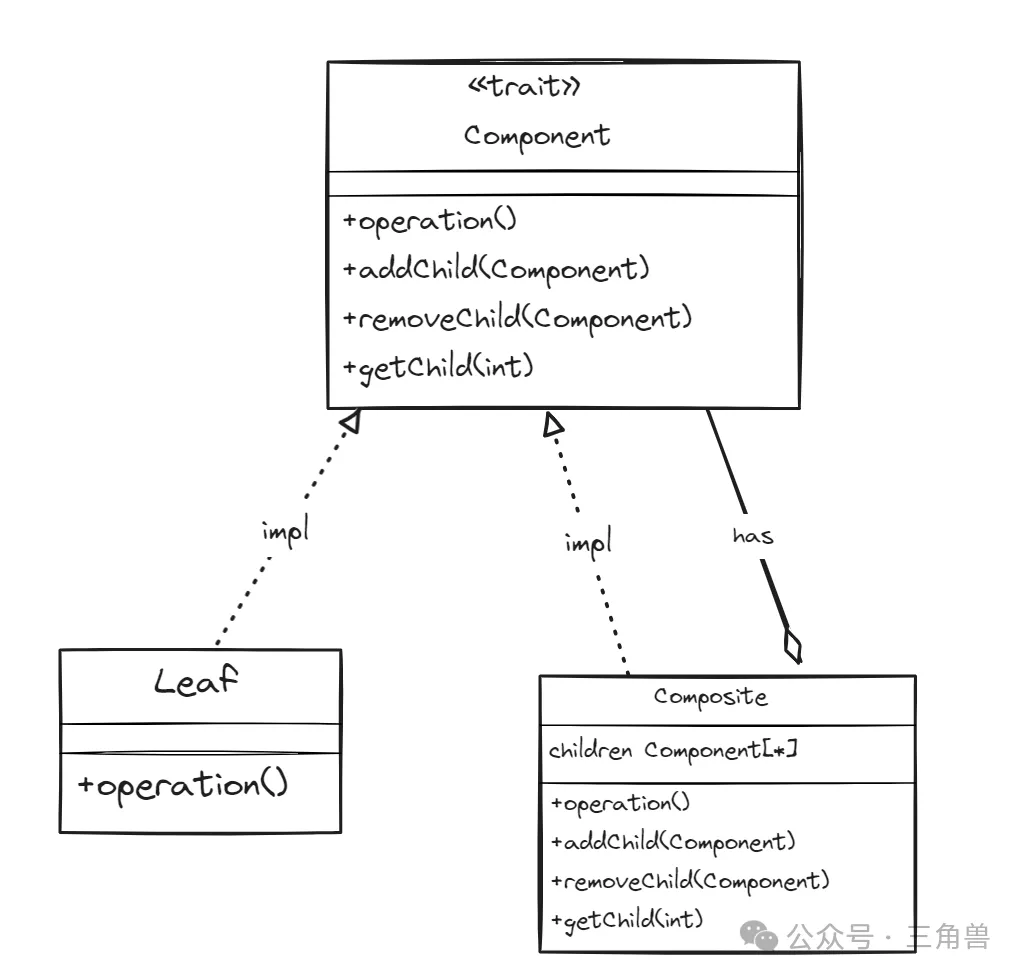 «trait»
Component
+operation()
+addChild(Component)
+removeChild(Component)
+getChild(int)
impl
impl
has
Leaf
+operation()
Composite
children Component[*]
+operation()
+addChild(Component)
+removeChild(Component)
+getChild(int)
公众号 · 三角兽